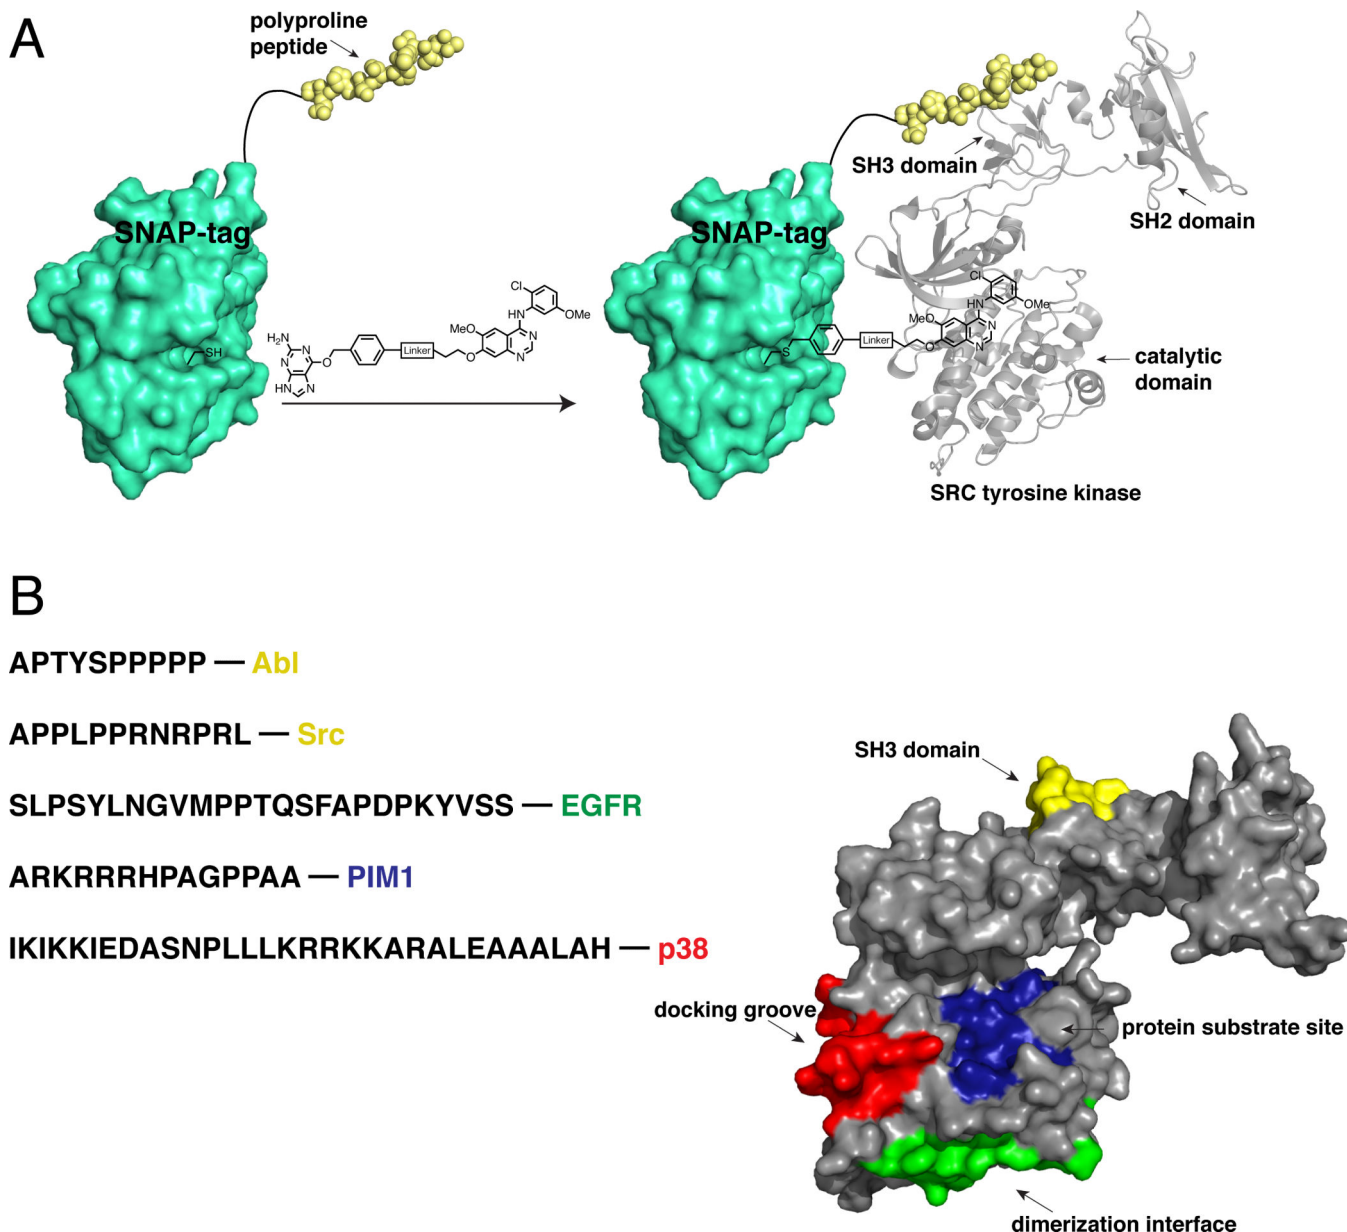 A
polyproline
peptide
SNAP-tag
SH
H₂N
N
N
HN
N
O
Linker
MeO
O
HN
Cl
OMe
N
N
SNAP-tag
SH3 domain
SH2 domain
S
Linker
MeO
O
HN
Cl
OMe
N
N
catalytic
domain
SRC tyrosine kinase
B
APTYSPPPPP — Abl
APPLPPRNRPRL — Src
SLPSYLNGVMPPTQSFAPDPKYVSS — EGFR
ARKRRRHPAGPPAA — PIM1
IKIKKIEDASNPLLLKRRKKARALEAAALAH — p38
SH3 domain
docking groove
protein substrate site
dimerization interface